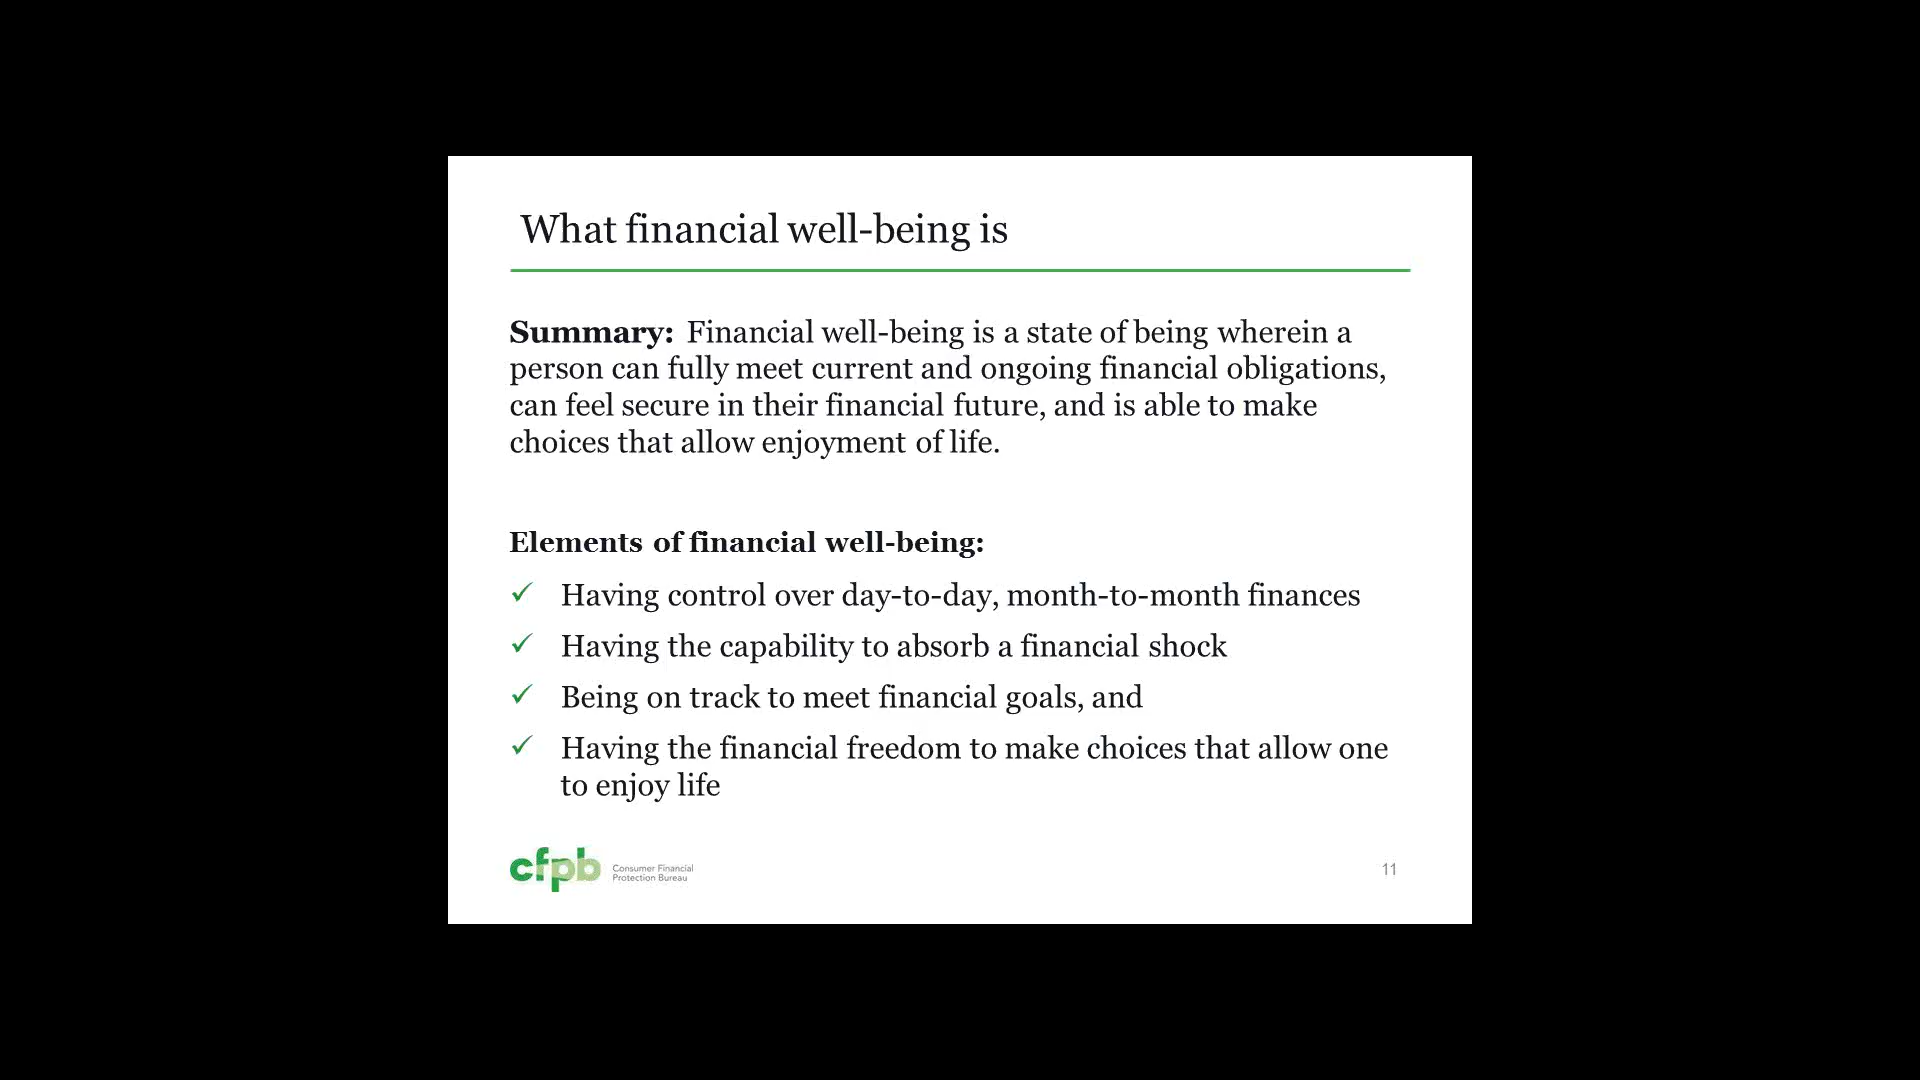 What financial well-being is
Summary: Financial well-being is a state of being wherein a
person can fully meet current and ongoing financial obligations,
can feel secure in their financial future, and is able to make
choices that allow enjoyment of life.
Elements of financial well-being:
✓ Having control over day-to-day, month-to-month finances
✓ Having the capability to absorb a financial shock
✓ Being on track to meet financial goals, and
✓ Having the financial freedom to make choices that allow one
to enjoy life
cfpb
Consumer Financial
Protection Bureau
11